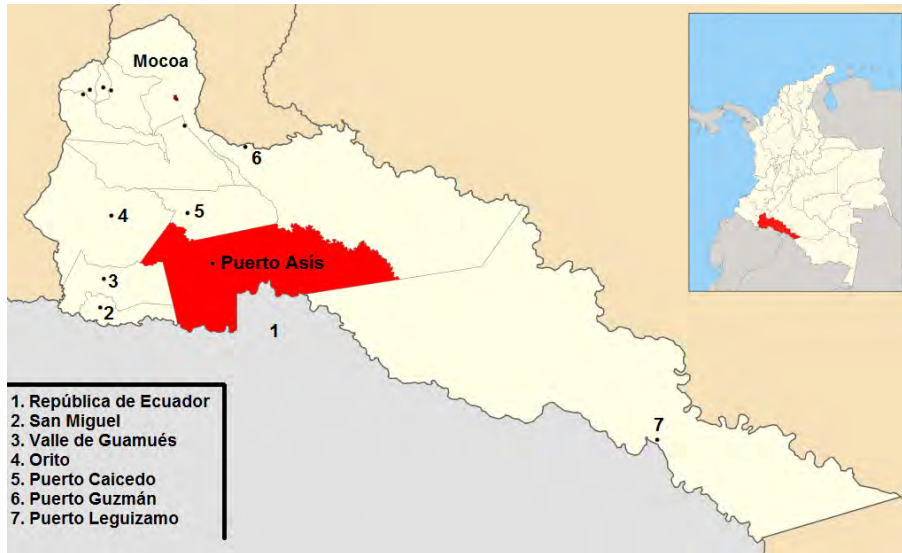 Mocoa
6
4
5
Puerto Asís
3
2
1
7
1. República de Ecuador
2. San Miguel
3. Valle de Guamués
4. Orito
5. Puerto Caicedo
6. Puerto Guzmán
7. Puerto Leguizamo